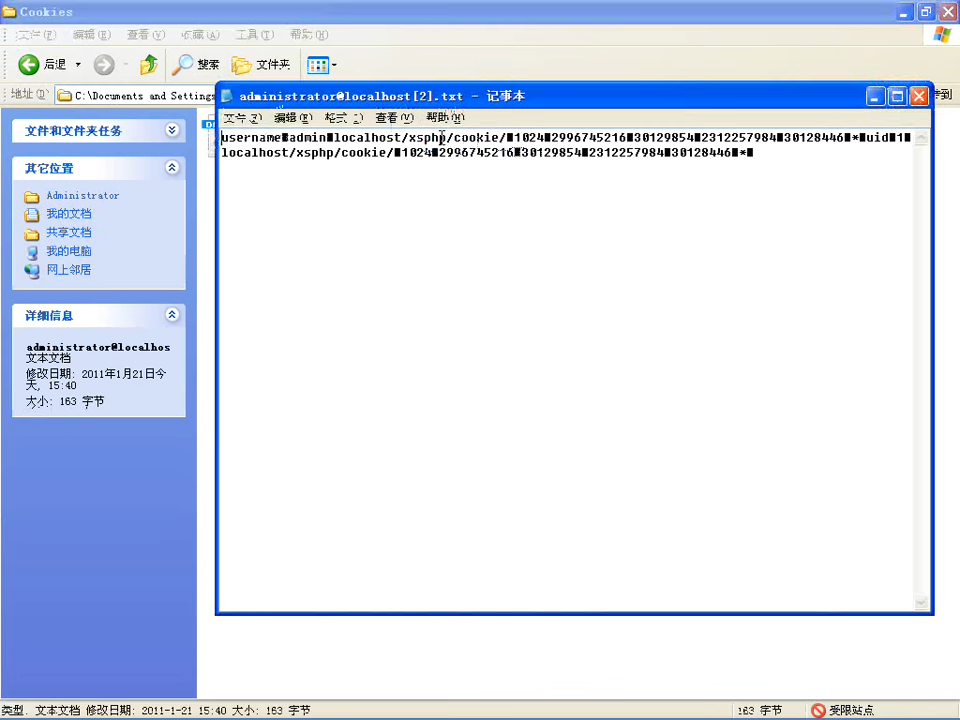 Cookies
文件(F) 编辑(E) 查看(V) 收藏(A) 工具(T) 帮助(H)
后退 搜索 文件夹
地址(D) C:\Documents and Settings
转到
administrator@localhost[2].txt - 记事本
文件(F) 编辑(E) 格式(O) 查看(V) 帮助(H)
username■admin■localhost/xsphp/cookie/■1024■2996745216■30129854■2312257984■30128446■*■uid■1■
localhost/xsphp/cookie/■1024■2996745216■30129854■2312257984■30128446■*■
文件和文件夹任务
其它位置
Administrator
我的文档
共享文档
我的电脑
网上邻居
详细信息
administrator@localhos
文本文档
修改日期: 2011年1月21日今
天, 15:40
大小: 163 字节
类型: 文本文档 修改日期: 2011-1-21 15:40 大小: 163 字节
163 字节
受限站点